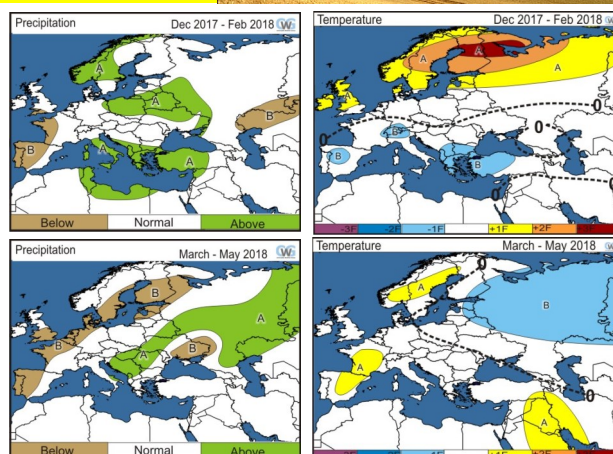 Precipitation Dec 2017 - Feb 2018
A
A
B
B
A
A
Below Normal Above
Temperature Dec 2017 - Feb 2018
A
A
A
B
B
B
0
0
0
0
-3F -2F -1F +1F +2F
Precipitation March - May 2018
B
B
A
A
B
Below Normal Above
Temperature March - May 2018
0
A
B
A
0
A